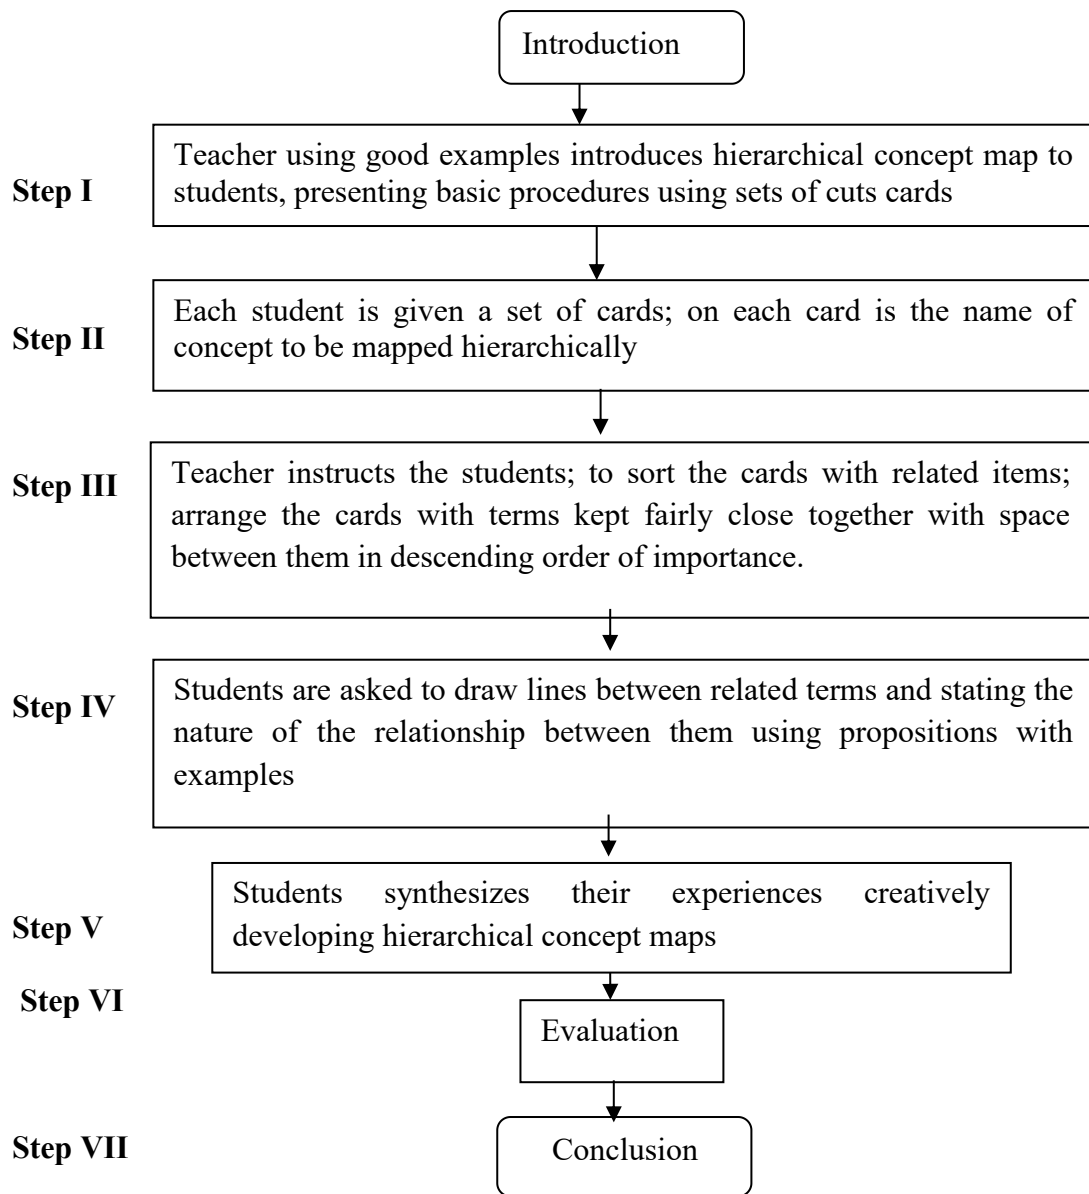 Introduction
Step I
Teacher using good examples introduces hierarchical concept map to
students, presenting basic procedures using sets of cuts cards
Step II
Each student is given a set of cards; on each card is the name of
concept to be mapped hierarchically
Step III
Teacher instructs the students; to sort the cards with related items;
arrange the cards with terms kept fairly close together with space
between them in descending order of importance.
Step IV
Students are asked to draw lines between related terms and stating the
nature of the relationship between them using propositions with
examples
Step V
Students synthesizes their experiences creatively
developing hierarchical concept maps
Step VI
Evaluation
Step VII
Conclusion